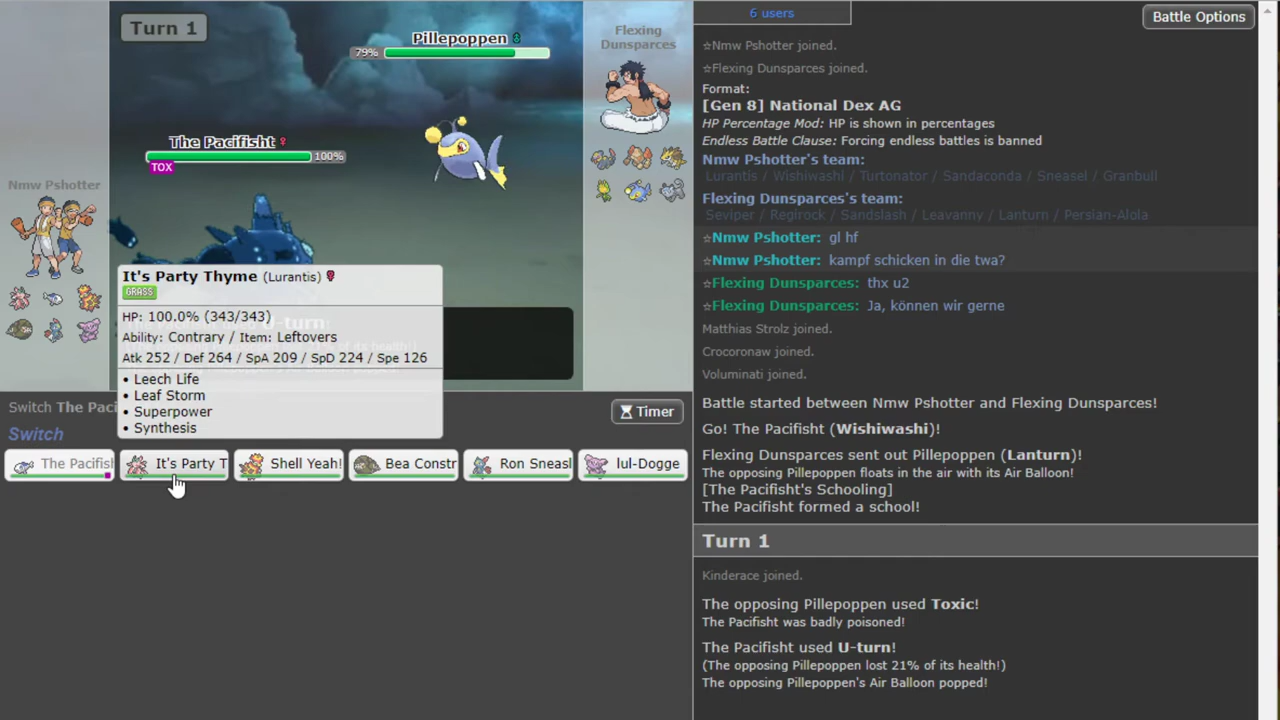 Turn 1
Pillepoppen
79%
Flexing
Dunsparces
The Pacifisht
100%
TOX
Nmw Pshotter
It's Party Thyme (Lurantis)
GRASS
HP: 100.0% (343/343)
Ability: Contrary / Item: Leftovers
Atk 252 / Def 264 / SpA 209 / SpD 224 / Spe 126
• Leech Life
• Leaf Storm
• Superpower
• Synthesis
Switch The Paci
Timer
Switch
The Pacifish
It's Party T
Shell Yeah!
Bea Constr
Ron Sneasl
lul-Dogge
6 users
Battle Options
☆Nmw Pshotter joined.
☆Flexing Dunsparces joined.
Format:
[Gen 8] National Dex AG
HP Percentage Mod: HP is shown in percentages
Endless Battle Clause: Forcing endless battles is banned
Nmw Pshotter's team:
Lurantis / Wishiwashi / Turtonator / Sandaconda / Sneasel / Granbull
Flexing Dunsparces's team:
Seviper / Regirock / Sandslash / Leavanny / Lanturn / Persian-Alola
☆Nmw Pshotter: gl hf
☆Nmw Pshotter: kampf schicken in die twa?
☆Flexing Dunsparces: thx u2
☆Flexing Dunsparces: Ja, können wir gerne
Matthias Strolz joined.
Crocoronaw joined.
Voluminati joined.
Battle started between Nmw Pshotter and Flexing Dunsparces!
Go! The Pacifisht (Wishiwashi)!
Flexing Dunsparces sent out Pillepoppen (Lanturn)!
The opposing Pillepoppen floats in the air with its Air Balloon!
[The Pacifisht's Schooling]
The Pacifisht formed a school!
Turn 1
Kinderace joined.
The opposing Pillepoppen used Toxic!
The Pacifisht was badly poisoned!
The Pacifisht used U-turn!
(The opposing Pillepoppen lost 21% of its health!)
The opposing Pillepoppen's Air Balloon popped!